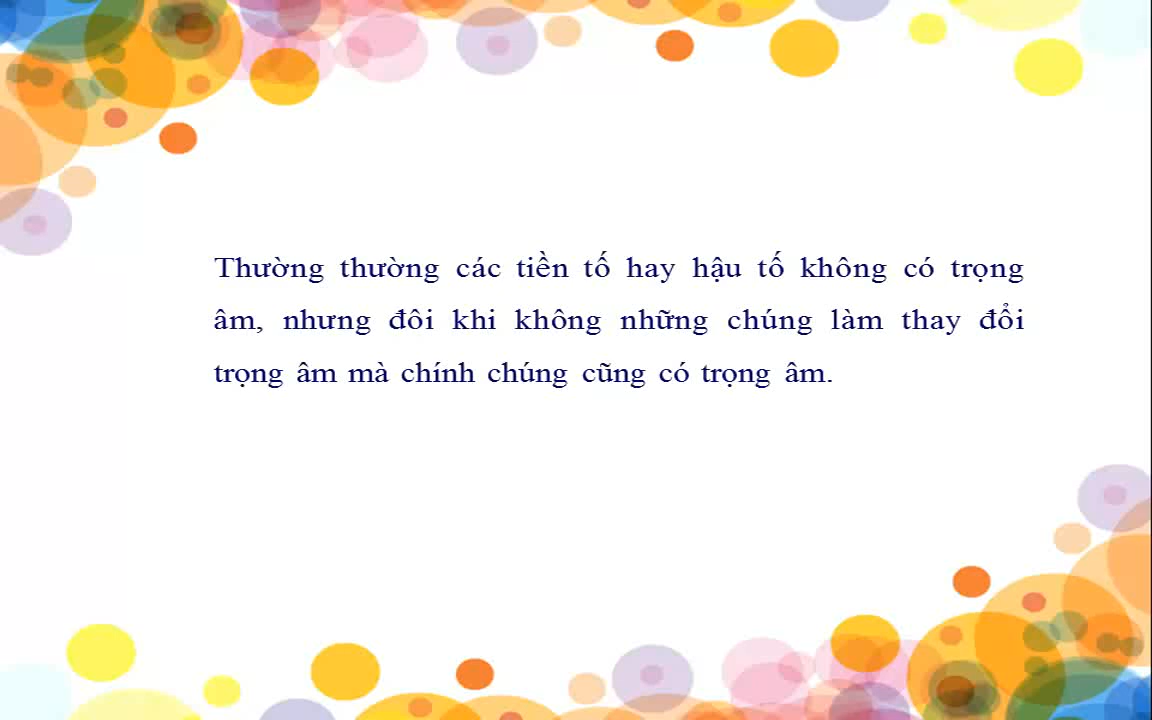 Thường thường các tiền tố hay hậu tố không có trọng
âm, nhưng đôi khi không những chúng làm thay đổi
trọng âm mà chính chúng cũng có trọng âm.